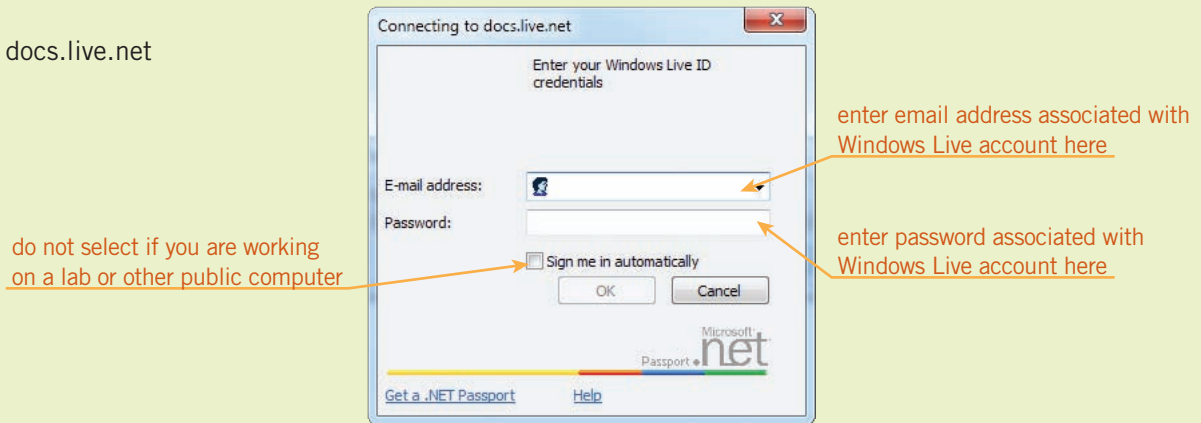 docs.live.net
Connecting to docs.live.net
Enter your Windows Live ID
credentials
enter email address associated with
Windows Live account here
E-mail address:
Password:
enter password associated with
Windows Live account here
do not select if you are working
on a lab or other public computer
Sign me in automatically
OK
Cancel
Microsoft
Passport
.net
Get a .NET Passport
Help